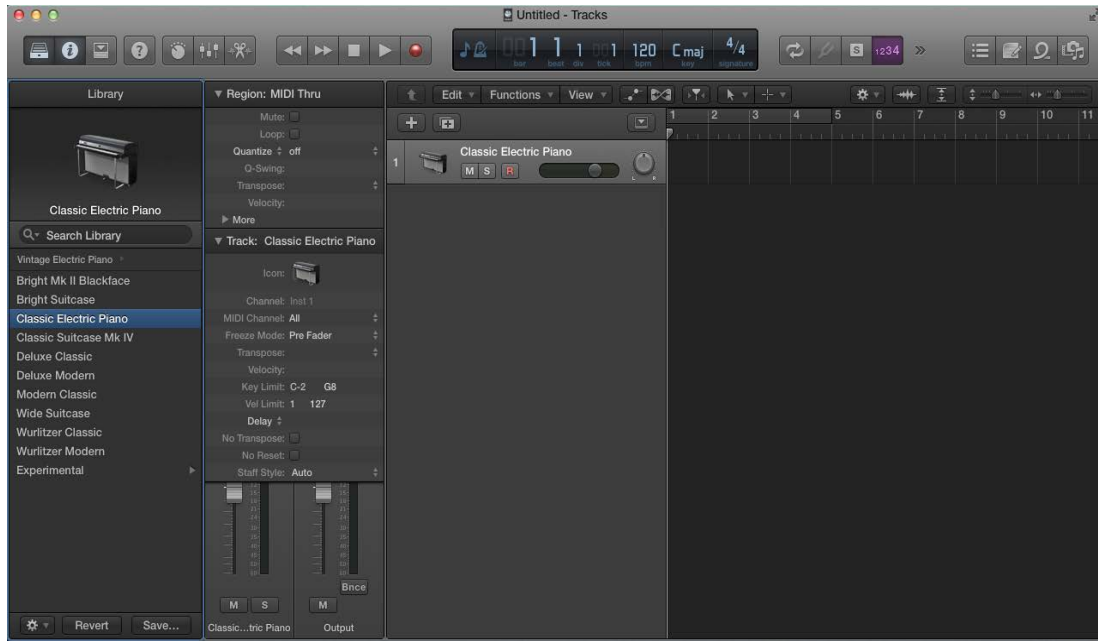 Untitled - Tracks
001 1 1 001 120 C maj 4/4
bar beat div tick bpm key signature
S 1234 »
Library
Classic Electric Piano
Search Library
Vintage Electric Piano
Bright Mk II Blackface
Bright Suitcase
Classic Electric Piano
Classic Suitcase Mk IV
Deluxe Classic
Deluxe Modern
Modern Classic
Wide Suitcase
Wurlitzer Classic
Wurlitzer Modern
Experimental
Revert Save...
Region: MIDI Thru
Mute:
Loop:
Quantize off
Q-Swing:
Transpose:
Velocity:
More
Track: Classic Electric Piano
Icon:
Channel: Inst 1
MIDI Channel: All
Freeze Mode: Pre Fader
Transpose:
Velocity:
Key Limit: C-2 G8
Vel Limit: 1 127
Delay
No Transpose:
No Reset:
Staff Style: Auto
Bnce
M S M
Classic...tric Piano Output
Edit Functions View
1 2 3 4 5 6 7 8 9 10 11
1 Classic Electric Piano
M S R
L R